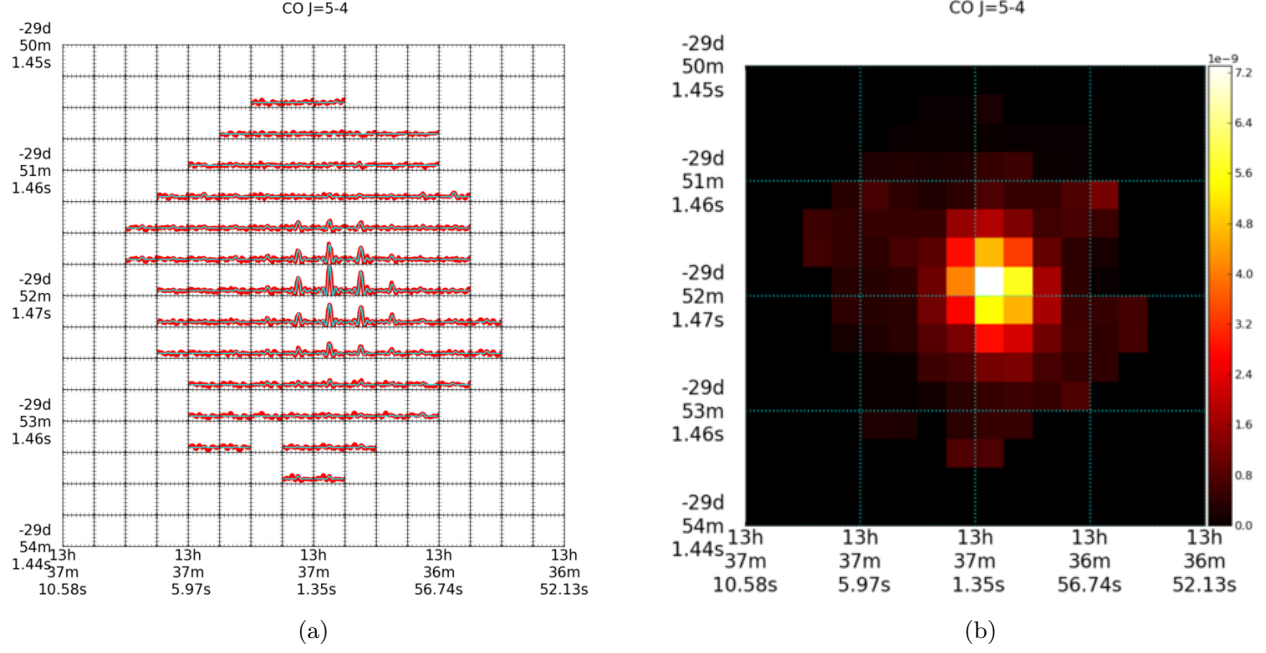 CO J=5-4
-29d
50m
1.45s
-29d
51m
1.46s
-29d
52m
1.47s
-29d
53m
1.46s
-29d
54m
1.44s
13h
37m
10.58s
13h
37m
5.97s
13h
37m
1.35s
13h
36m
56.74s
13h
36m
52.13s
(a)
CO J=5-4
-29d
50m
1.45s
-29d
51m
1.46s
-29d
52m
1.47s
-29d
53m
1.46s
-29d
54m
1.44s
13h
37m
10.58s
13h
37m
5.97s
13h
37m
1.35s
13h
36m
56.74s
13h
36m
52.13s
1e-9
7.2
6.4
5.6
4.8
4.0
3.2
2.4
1.6
0.8
0.0
(b)